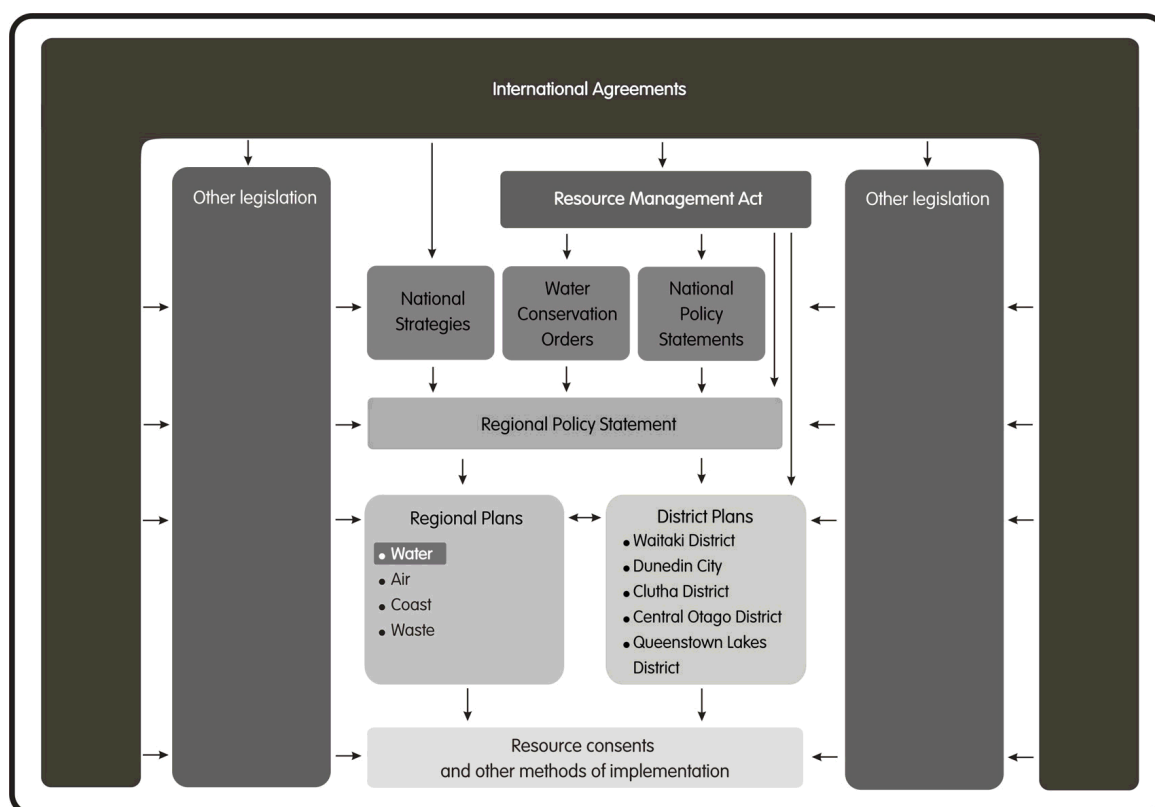 International Agreements
Other legislation
Resource Management Act
Other legislation
National
Strategies
Water
Conservation
Orders
National
Policy
Statements
Regional Policy Statement
Regional Plans
• Water
• Air
• Coast
• Waste
District Plans
• Waitaki District
• Dunedin City
• Clutha District
• Central Otago District
• Queenstown Lakes
District
Resource consents
and other methods of implementation